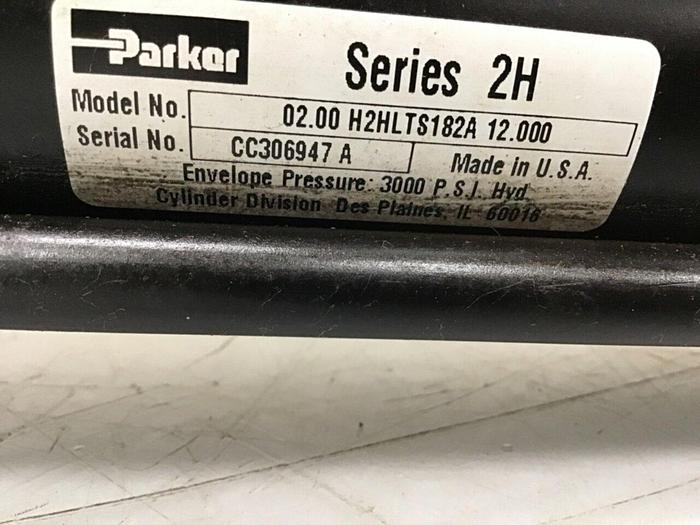 Parker
Series 2H
Model No. 02.00 H2HLTS182A 12.000
Serial No. CC306947 A Made in U.S.A.
Envelope Pressure: 3000 P.S.I. Hyd
Cylinder Division Des Plaines, IL 60016